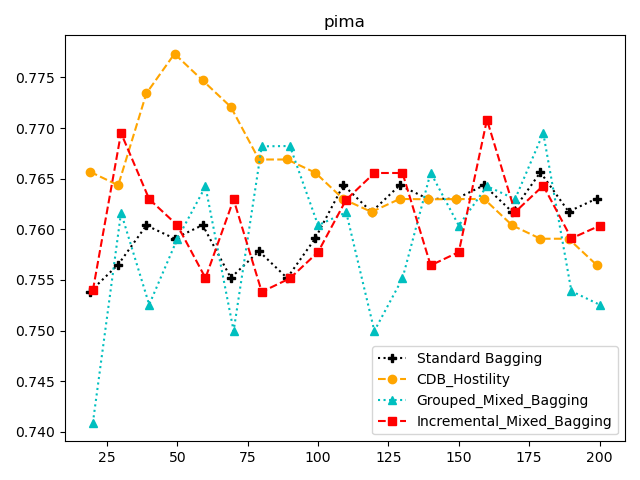 pima
0.775
0.770
0.765
0.760
0.755
0.750
0.745
0.740
25 50 75 100 125 150 175 200
Standard Bagging
CDB_Hostility
Grouped_Mixed_Bagging
Incremental_Mixed_Bagging